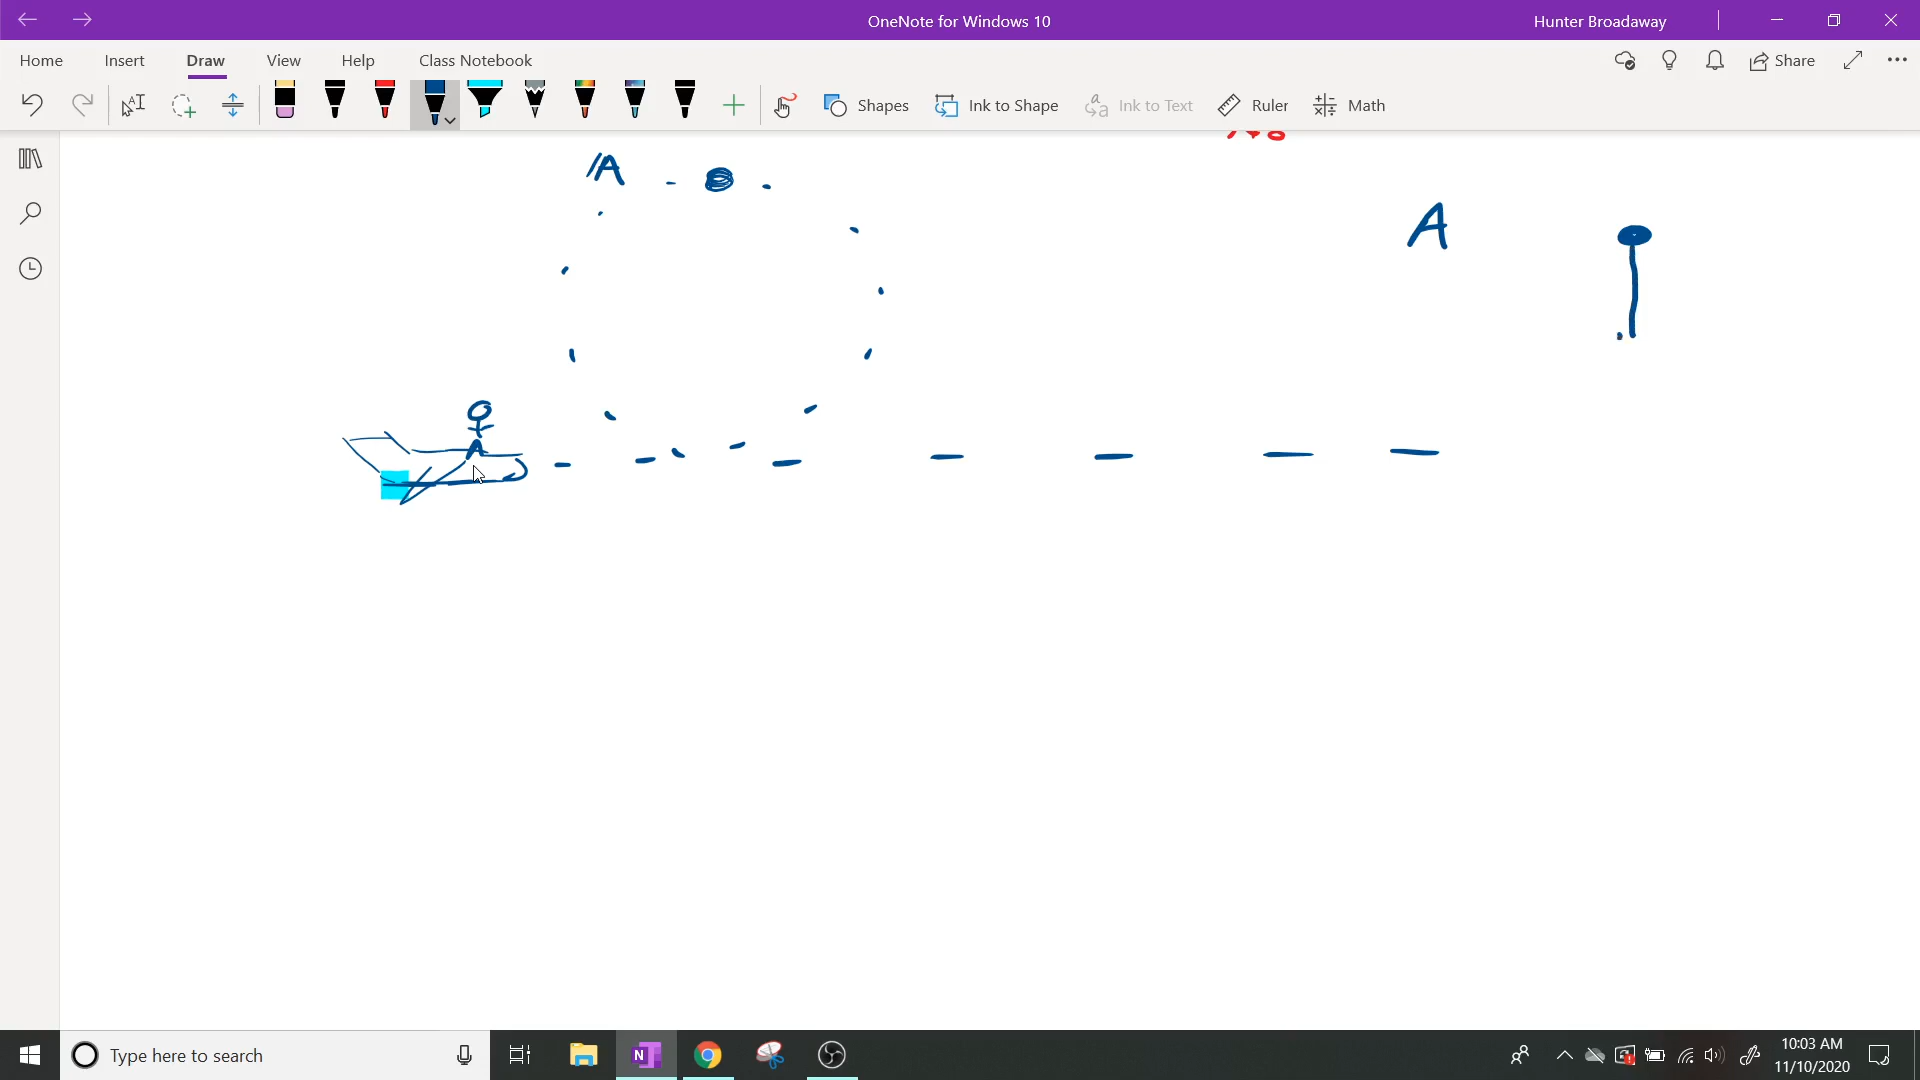 OneNote for Windows 10
Hunter Broadaway
Home Insert Draw View Help Class Notebook
Share
Shapes Ink to Shape Ink to Text Ruler Math
A
A
Type here to search
10:03 AM
11/10/2020